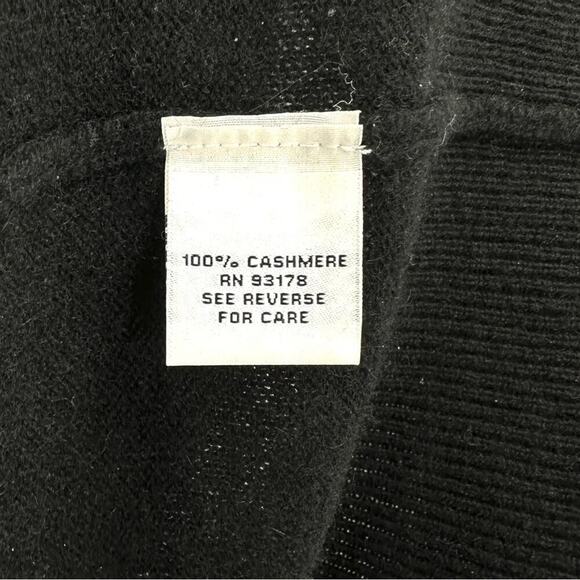 100% CASHMERE
RN 93178
SEE REVERSE
FOR CARE